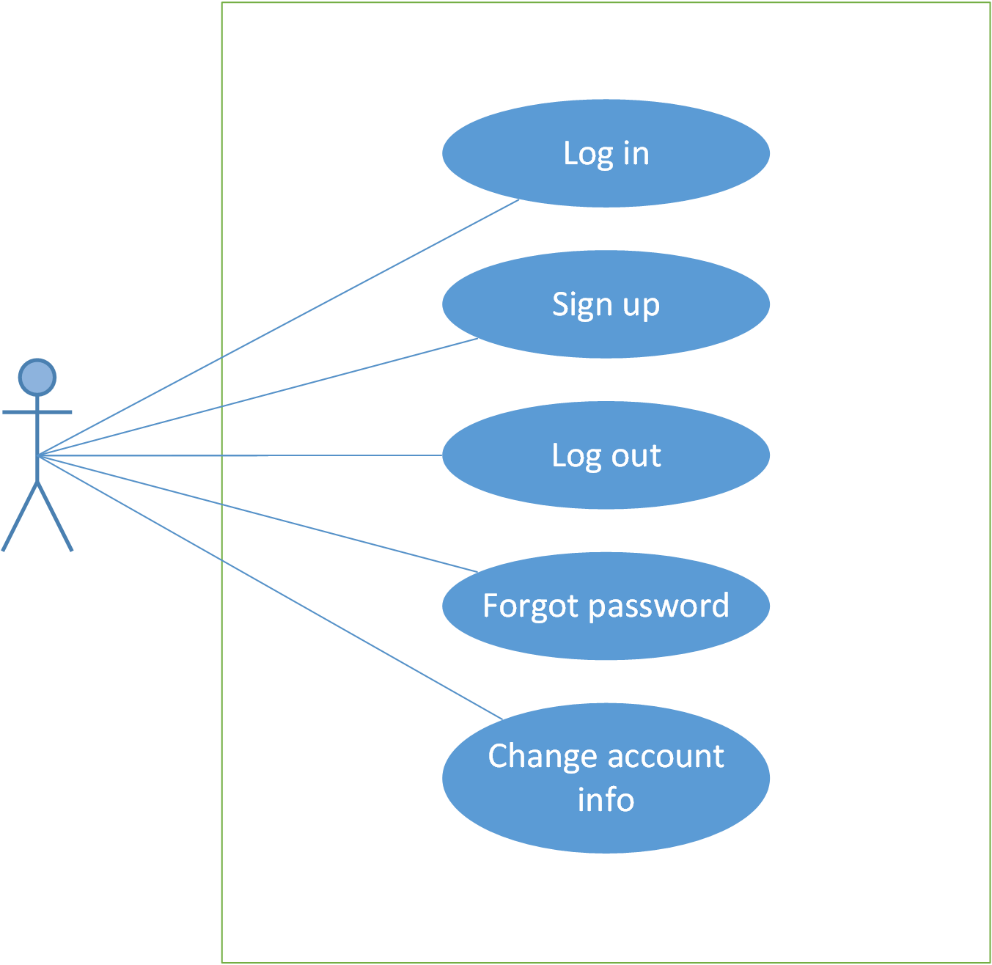 Log in
Sign up
Log out
Forgot password
Change account
info